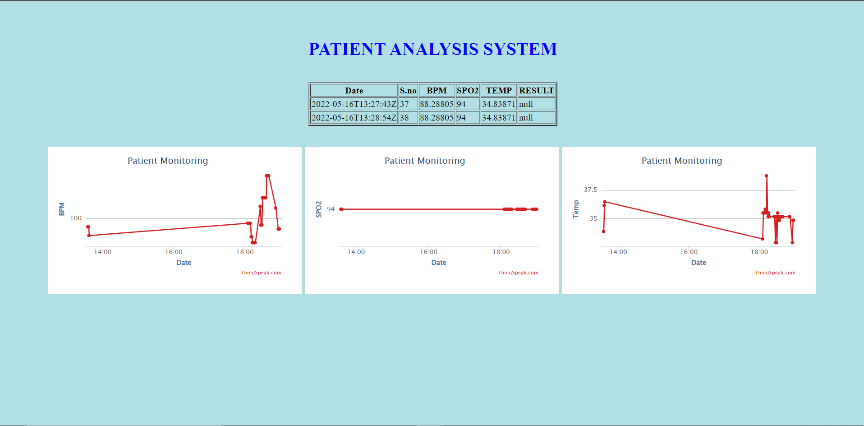 PATIENT ANALYSIS SYSTEM
Date S.no BPM SPO2 TEMP RESULT
2022-05-16T13:27:43Z 37 88.28805 94 34.83871 null
2022-05-16T13:28:54Z 38 88.28805 94 34.83871 null
Patient Monitoring
BPM
100
14:00 16:00 18:00
Date
ThingSpeak.com
Patient Monitoring
SPO2
94
14:00 16:00 18:00
Date
ThingSpeak.com
Patient Monitoring
Temp
37.5
35
14:00 16:00 18:00
Date
ThingSpeak.com